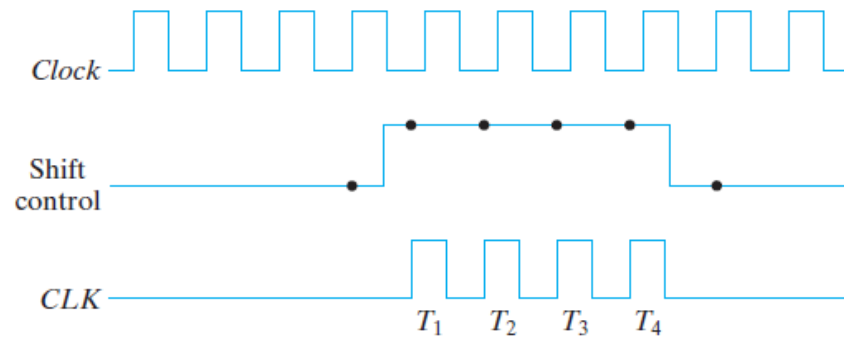 Clock
Shift
control
CLK
T1 T2 T3 T4